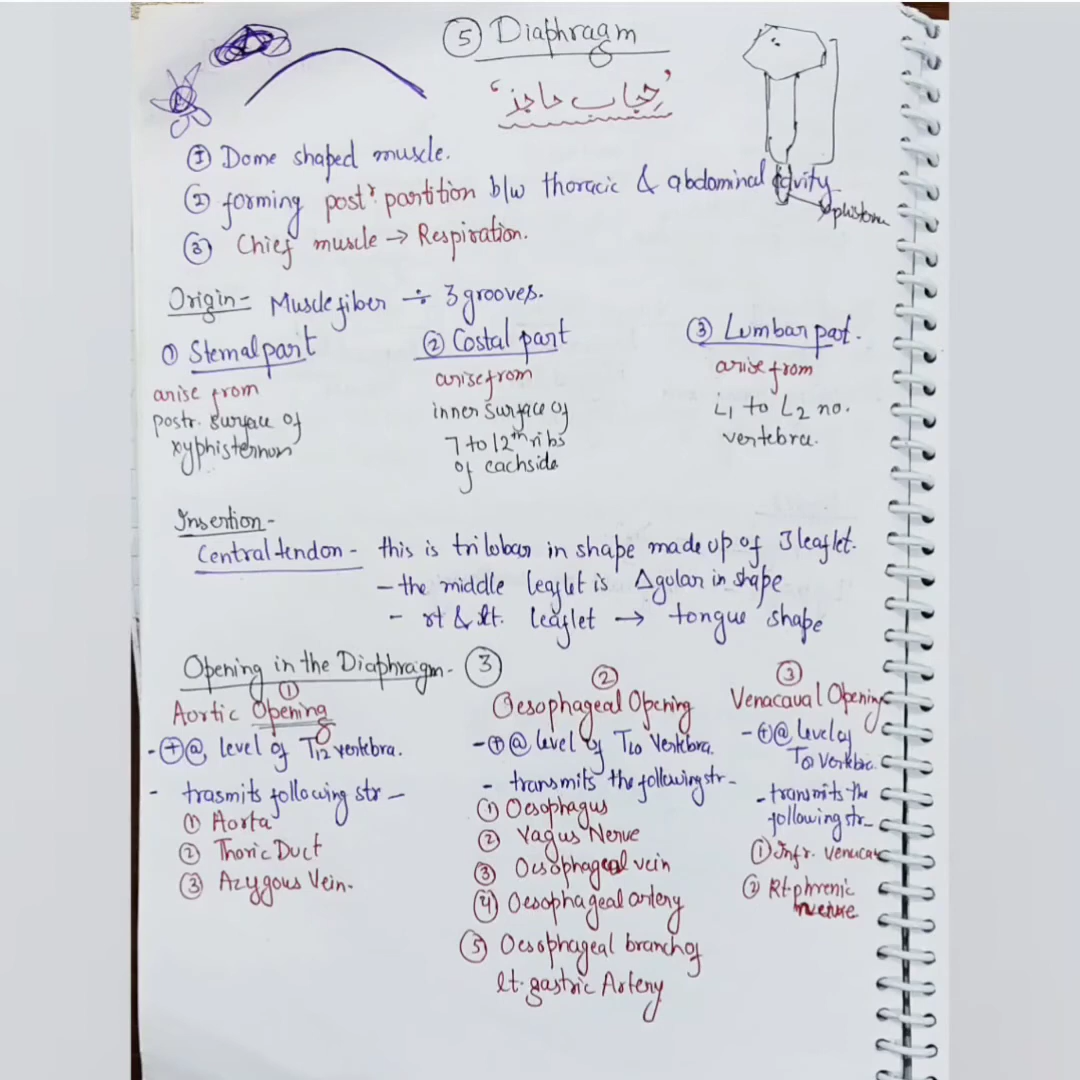 ⑤ Diaphragm
‘حِجاب حاجز’
① Dome shaped muscle.
② forming postr. partition b/w thoracic & abdominal cavity
③ Chief muscle → Respiration.
Origin- Muscle fiber ÷ 3 grooves.
① Sternal part
arise from
postr. surface of
xyphisternum
② Costal part
arise from
inner surface of
7 to 12th ribs
of eachside
③ Lumbar part.
arise from
L1 to L2 no.
vertebra.
Insertion-
Central tendon - this is trilobar in shape made up of 3 leaflet.
- the middle leaflet is Δgular in shape
- rt & lt. leaflet → tongue shape
Opening in the Diaphraigm- ③
①
Aortic Opening
- ⊕@ level of T12 vertebra.
- trasmits following str -
① Aorta
② Thoric Duct
③ Azygous Vein.
②
Oesophageal Opening
- ⊕@ level of T10 Vertebra.
- transmits the following str -
① Oesophagus
② Vagus Nerve
③ Oesophageal vein
④ Oesophageal artery
⑤ Oesophageal branch of
lt. gastric Artery
③
Venacaval Opening
- ⊕@ level of
T8 Vertebra.
- transmits the
following str -
① Infr. venuca
② Rt. phrenic
nerve